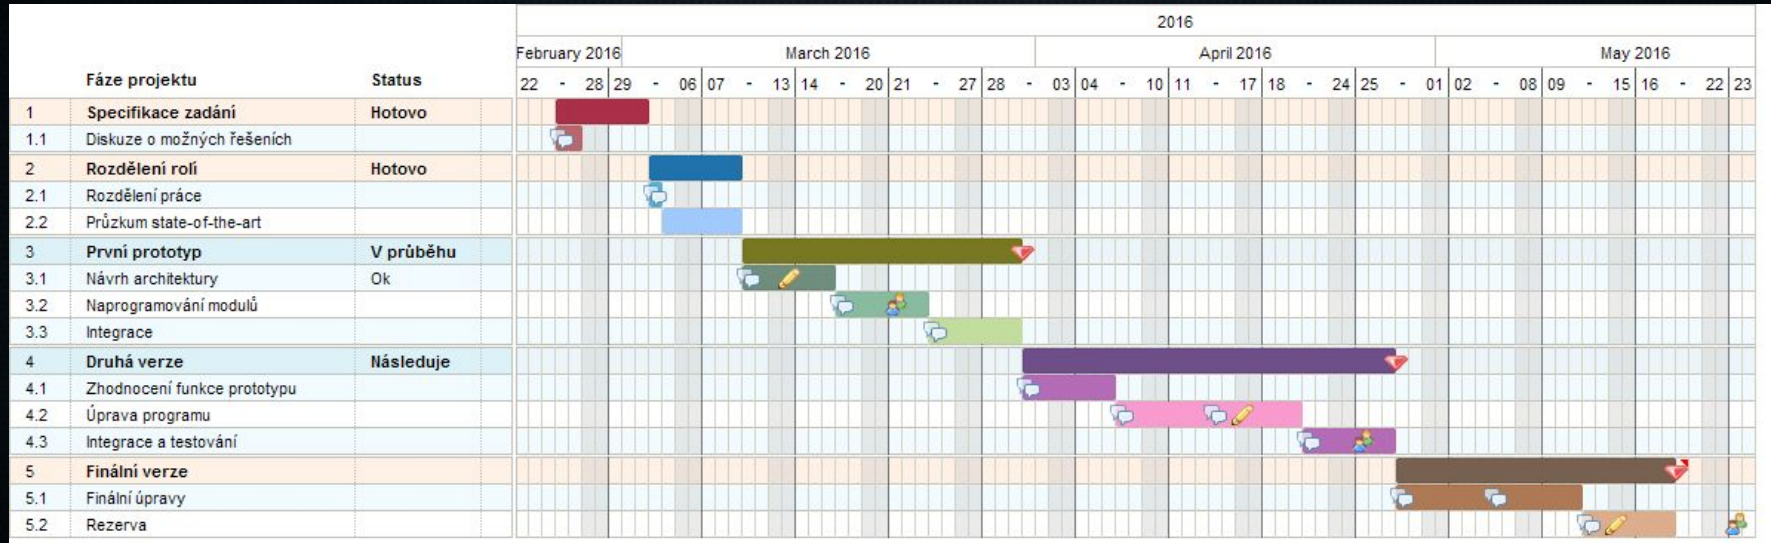 2016
February 2016 March 2016 April 2016 May 2016
Fáze projektu Status 22 - 28 29 - 06 07 - 13 14 - 20 21 - 27 28 - 03 04 - 10 11 - 17 18 - 24 25 - 01 02 - 08 09 - 15 16 - 22 23
1 Specifikace zadání Hotovo
1.1 Diskuze o možných řešeních
2 Rozdělení rolí Hotovo
2.1 Rozdělení práce
2.2 Průzkum state-of-the-art
3 První prototyp V průběhu
3.1 Návrh architektury Ok
3.2 Naprogramování modulů
3.3 Integrace
4 Druhá verze Následuje
4.1 Zhodnocení funkce prototypu
4.2 Úprava programu
4.3 Integrace a testování
5 Finální verze
5.1 Finální úpravy
5.2 Rezerva